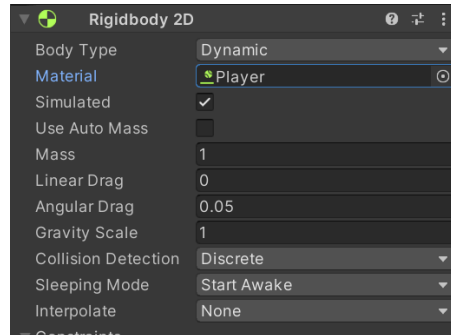 Rigidbody 2D
Body Type Dynamic
Material Player
Simulated
Use Auto Mass
Mass 1
Linear Drag 0
Angular Drag 0.05
Gravity Scale 1
Collision Detection Discrete
Sleeping Mode Start Awake
Interpolate None
Constraints